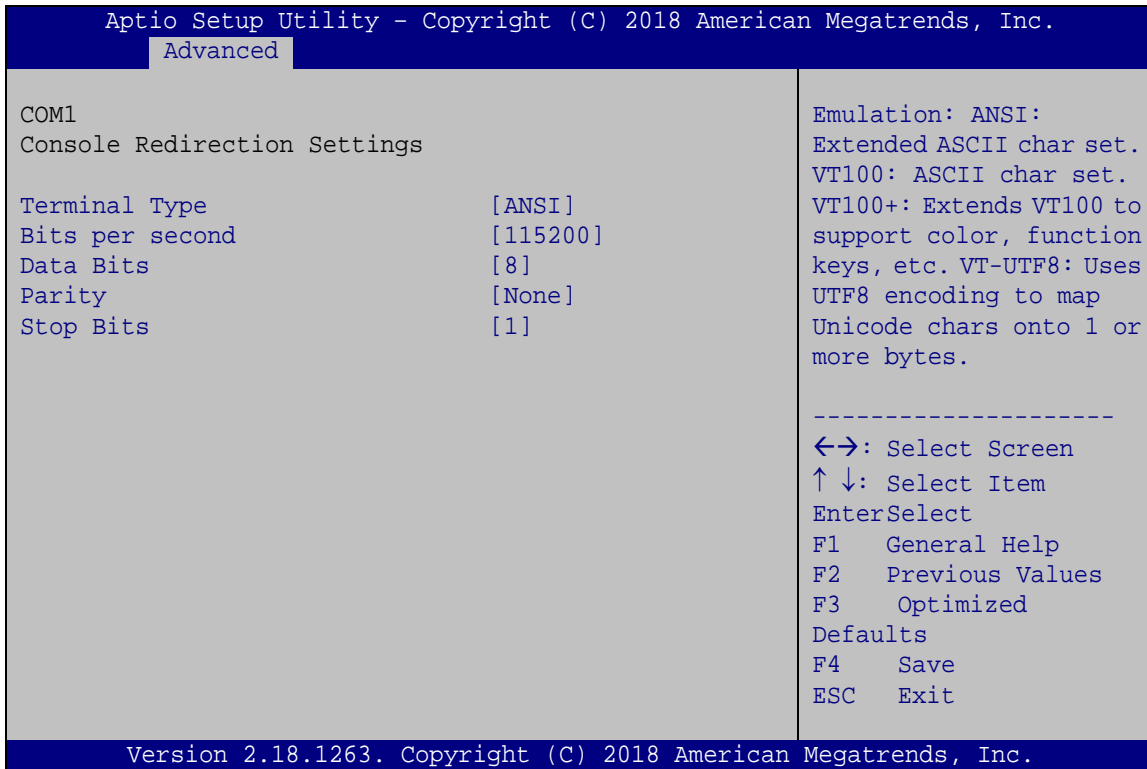 Aptio Setup Utility – Copyright (C) 2018 American Megatrends, Inc.
Advanced
COM1
Console Redirection Settings
Terminal Type [ANSI]
Bits per second [115200]
Data Bits [8]
Parity [None]
Stop Bits [1]
Emulation: ANSI:
Extended ASCII char set.
VT100: ASCII char set.
VT100+: Extends VT100 to
support color, function
keys, etc. VT-UTF8: Uses
UTF8 encoding to map
Unicode chars onto 1 or
more bytes.
---------------------
←→: Select Screen
↑ ↓: Select Item
EnterSelect
F1 General Help
F2 Previous Values
F3 Optimized
Defaults
F4 Save
ESC Exit
Version 2.18.1263. Copyright (C) 2018 American Megatrends, Inc.